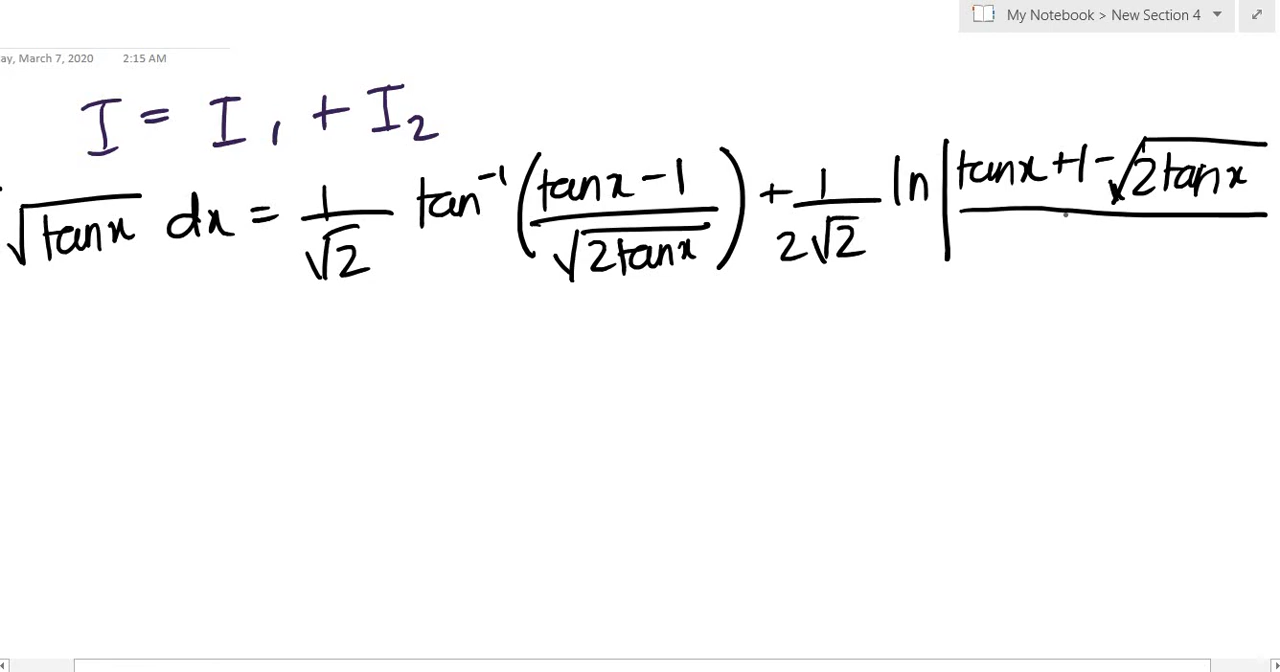 My Notebook > New Section 4
ay, March 7, 2020 2:15 AM
I = I₁ + I₂
√tanx dx = 1/√2 tan⁻¹((tanx − 1)/√2tanx) + 1/2√2 ln |tanx + 1 − √2tanx